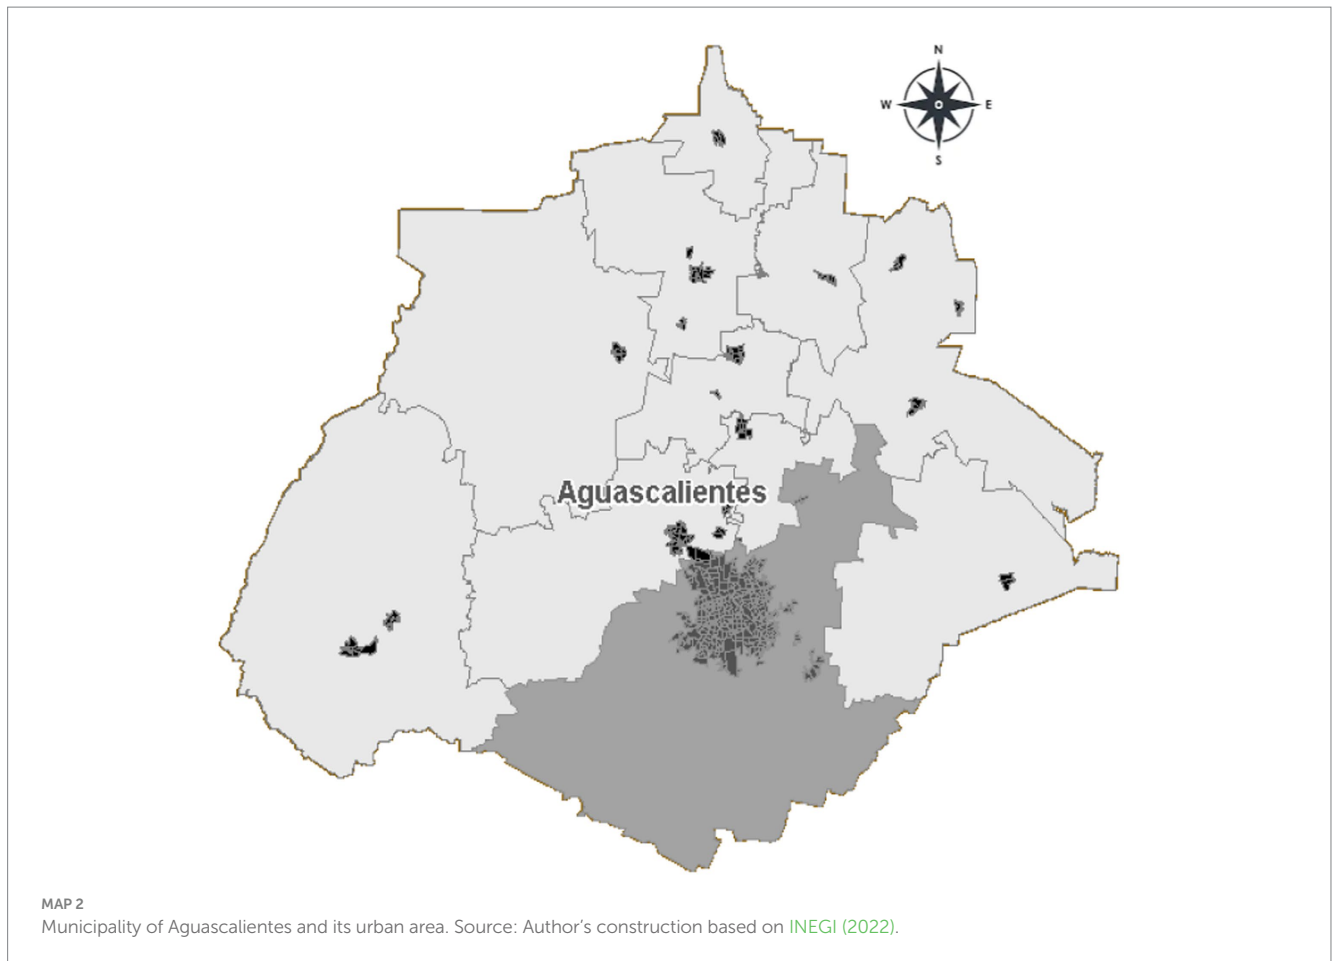 N
W E
S
Aguascalientes
MAP 2
Municipality of Aguascalientes and its urban area. Source: Author's construction based on INEGI (2022).